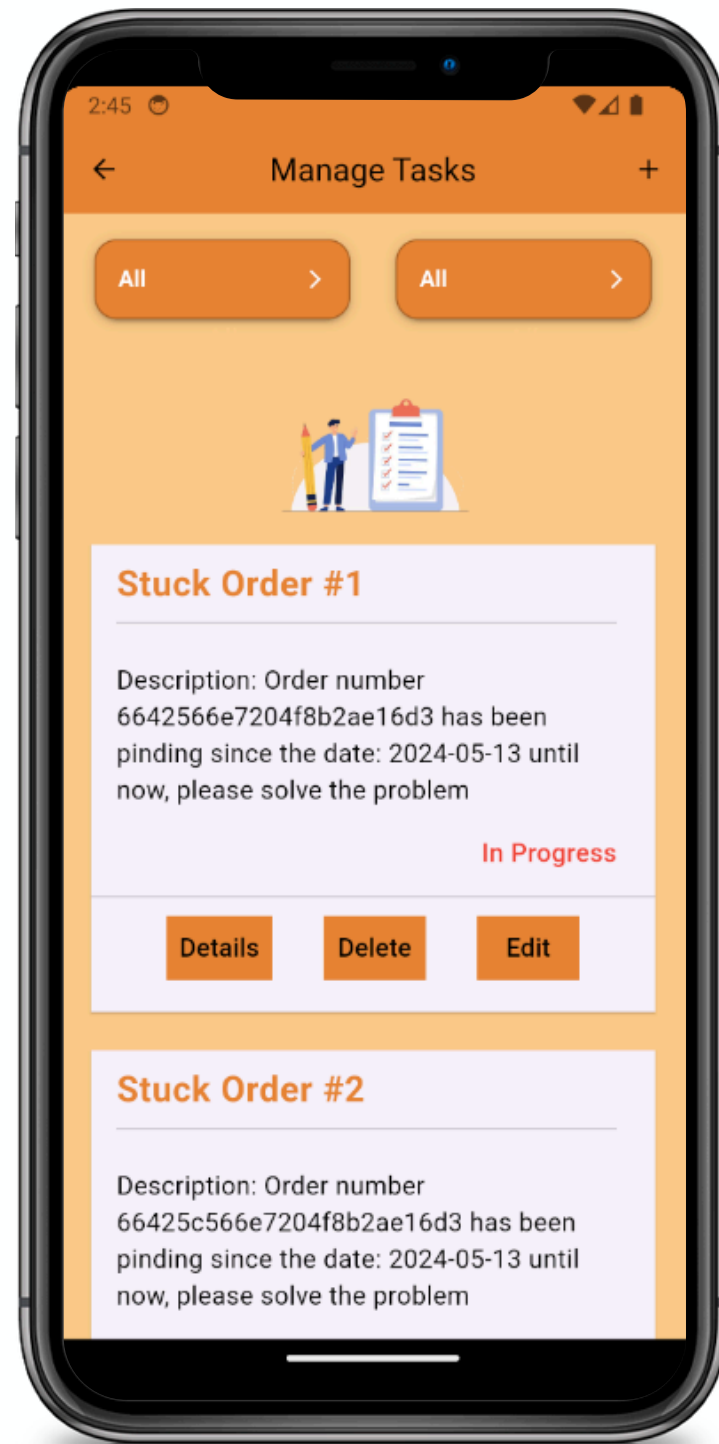 2:45
Manage Tasks
All
All
Stuck Order #1
Description: Order number
6642566e7204f8b2ae16d3 has been
pinding since the date: 2024-05-13 until
now, please solve the problem
In Progress
Details Delete Edit
Stuck Order #2
Description: Order number
66425c566e7204f8b2ae16d3 has been
pinding since the date: 2024-05-13 until
now, please solve the problem